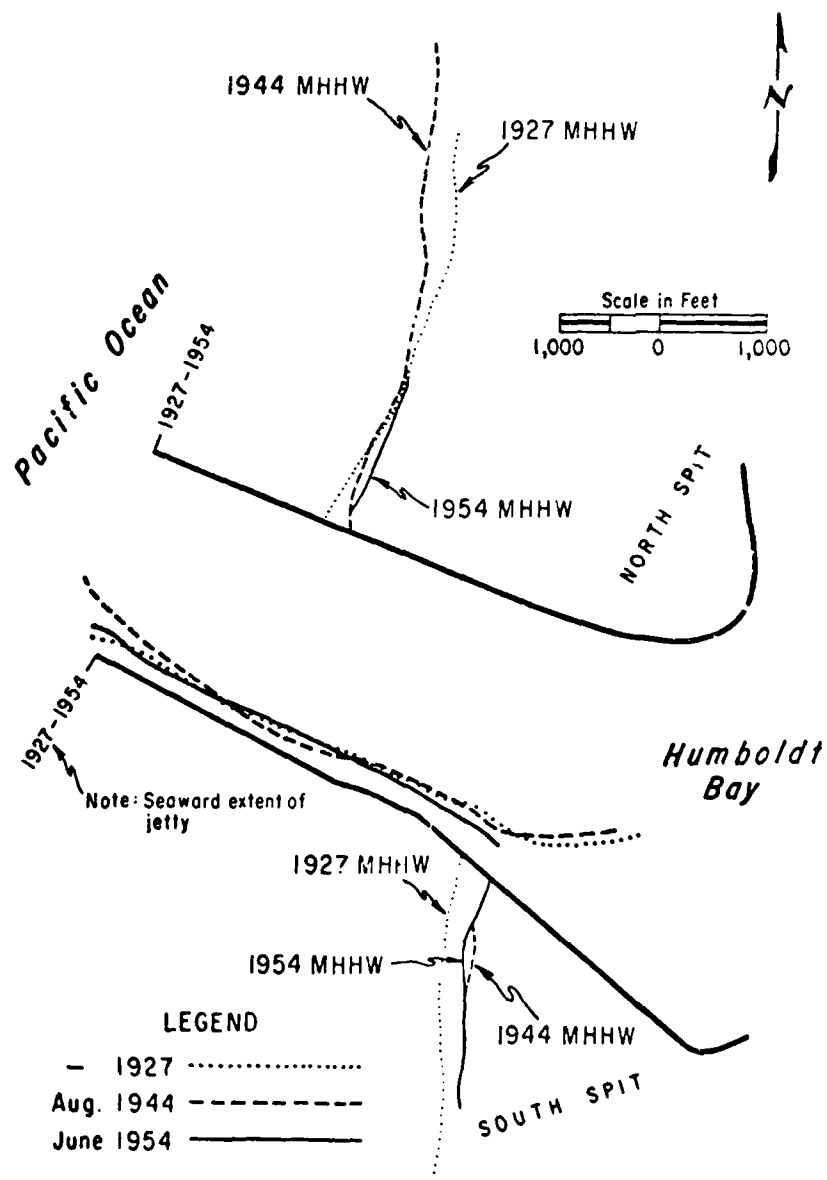 1944 MHHW
1927 MHHW
N
Pacific Ocean
1927-1954
Scale in Feet
1,000 0 1,000
1954 MHHW
NORTH SPIT
1927-1954
Note: Seaward extent of
jetty
Humboldt
Bay
1927 MHHW
1954 MHHW
1944 MHHW
LEGEND
– 1927
Aug. 1944
June 1954
SOUTH SPIT